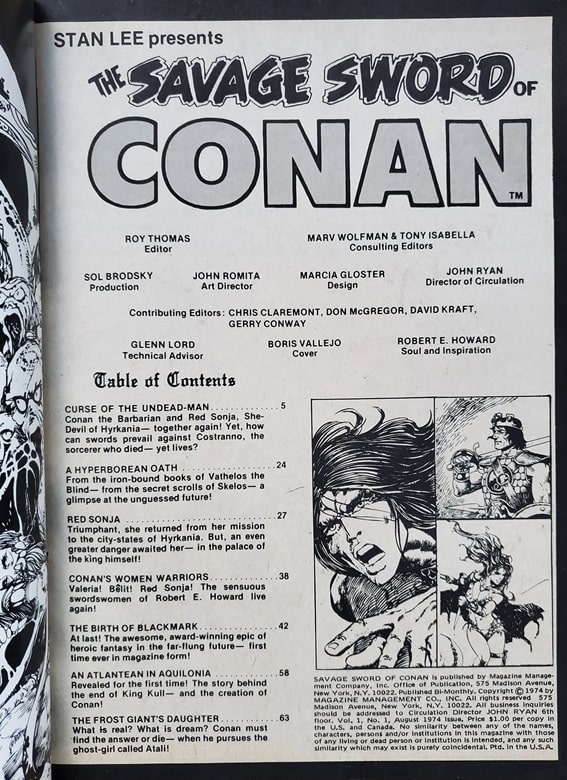 STAN LEE presents
THE SAVAGE SWORD OF
CONAN TM
ROY THOMAS
Editor
MARV WOLFMAN & TONY ISABELLA
Consulting Editors
SOL BRODSKY
Production
JOHN ROMITA
Art Director
MARCIA GLOSTER
Design
JOHN RYAN
Director of Circulation
Contributing Editors: CHRIS CLAREMONT, DON McGREGOR, DAVID KRAFT,
GERRY CONWAY
GLENN LORD
Technical Advisor
BORIS VALLEJO
Cover
ROBERT E. HOWARD
Soul and Inspiration
Table of Contents
CURSE OF THE UNDEAD-MAN.............5
Conan the Barbarian and Red Sonja, She-
Devil of Hyrkania— together again! Yet, how
can swords prevail against Costranno, the
sorcerer who died— yet lives?
A HYPERBOREAN OATH ..................24
From the iron-bound books of Vathelos the
Blind— from the secret scrolls of Skelos— a
glimpse at the unguessed future!
RED SONJA ............................27
Triumphant, she returned from her mission
to the city-states of Hyrkania. But, an even
greater danger awaited her— in the palace of
the king himself!
CONAN'S WOMEN WARRIORS.............38
Valeria! Bêlit! Red Sonja! The sensuous
swordswomen of Robert E. Howard live
again!
THE BIRTH OF BLACKMARK...............42
At last! The awesome, award-winning epic of
heroic fantasy in the far-flung future— first
time ever in magazine form!
AN ATLANTEAN IN AQUILONIA ...........58
Revealed for the first time! The story behind
the end of King Kull— and the creation of
Conan!
THE FROST GIANT'S DAUGHTER..........63
What is real? What is dream? Conan must
find the answer or die— when he pursues the
ghost-girl called Atali!
SAVAGE SWORD OF CONAN is published by Magazine Manage-
ment Company, Inc. Office of Publication, 575 Madison Avenue,
New York, N.Y. 10022. Published Bi-Monthly. Copyright © 1974 by
MAGAZINE MANAGEMENT CO., INC. All rights reserved 575
Madison Avenue, New York, N.Y. 10022. All business inquiries
should be addressed to Circulation Director JOHN RYAN 6th
floor. Vol. 1, No. 1, August 1974 issue. Price $1.00 per copy in
the U.S. and Canada. No similarity between any of the names,
characters, persons and/or institutions in this magazine with those
of any living or dead person or institution is intended, and any such
similarity which may exist is purely coincidental. Ptd. in the U.S.A.